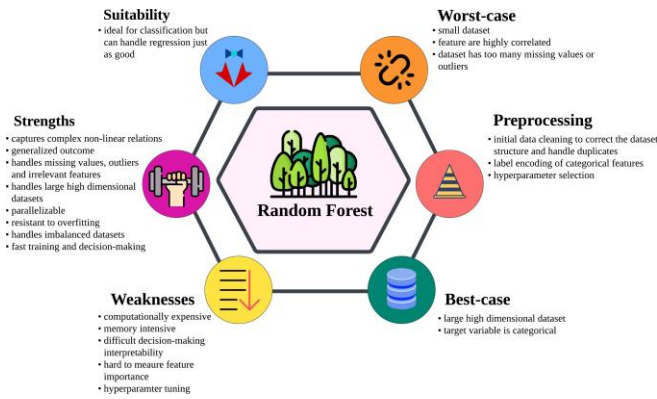 Suitability
• ideal for classification but
can handle regression just
as good
Worst-case
• small dataset
• feature are highly correlated
• dataset has too many missing values or
outliers
Strengths
• captures complex non-linear relations
• generalized outcome
• handles missing values, outliers
and irrelevant features
• handles large high dimensional
datasets
• parallelizable
• resistant to overfitting
• handles imbalanced datasets
• fast training and decision-making
Random Forest
Preprocessing
• initial data cleaning to correct the dataset
structure and handle duplicates
• label encoding of categorical features
• hyperparameter selection
Weaknesses
• computationally expensive
• memory intensive
• difficult decision-making
interpretability
• hard to meaure feature
importance
• hyperparamter tuning
Best-case
• large high dimensional dataset
• target variable is categorical